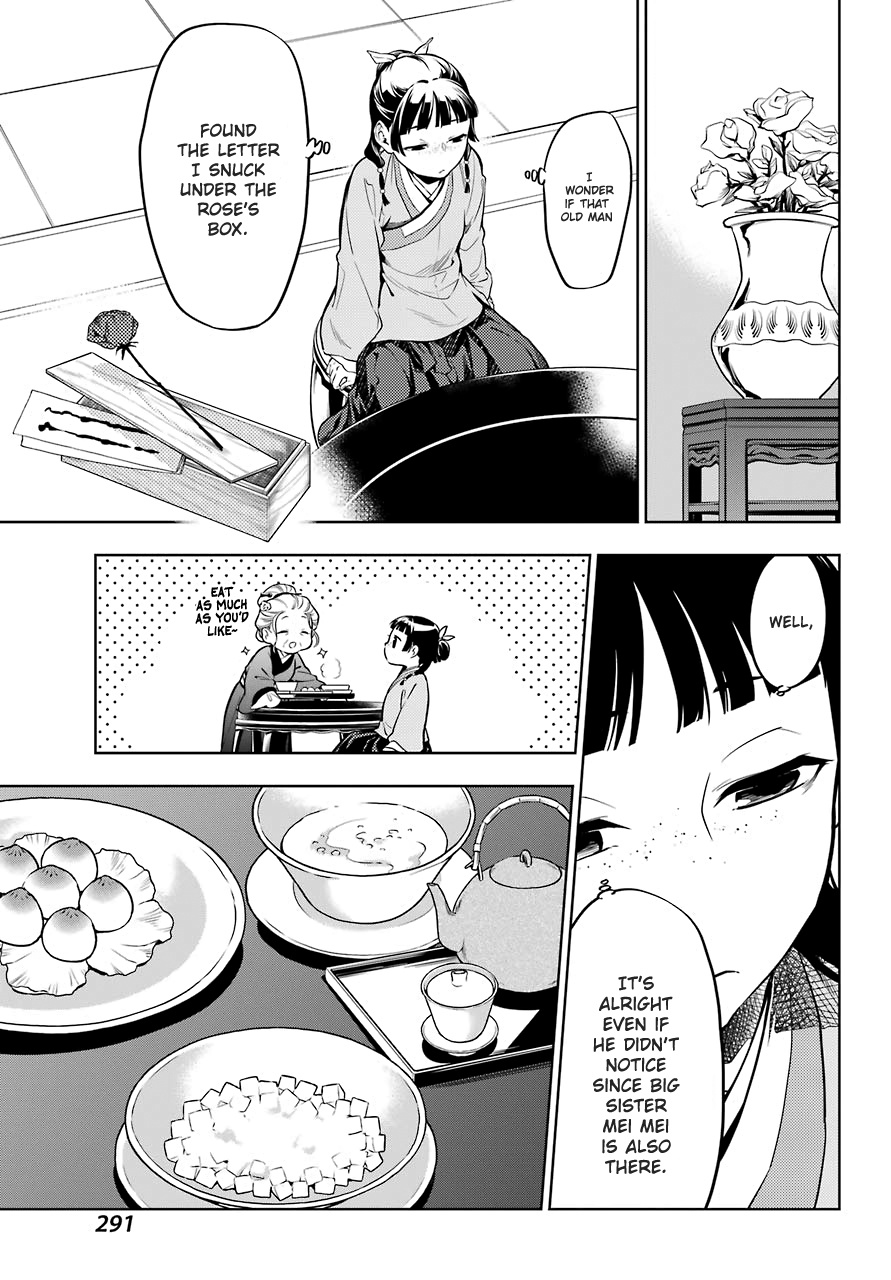 I
WONDER
IF THAT
OLD MAN
FOUND
THE LETTER
I SNUCK
UNDER THE
ROSE'S
BOX.
WELL,
IT'S
ALRIGHT
EVEN IF
HE DIDN'T
NOTICE
SINCE BIG
SISTER
MEI MEI
IS ALSO
THERE.
EAT
AS MUCH
AS YOU'D
LIKE~
291